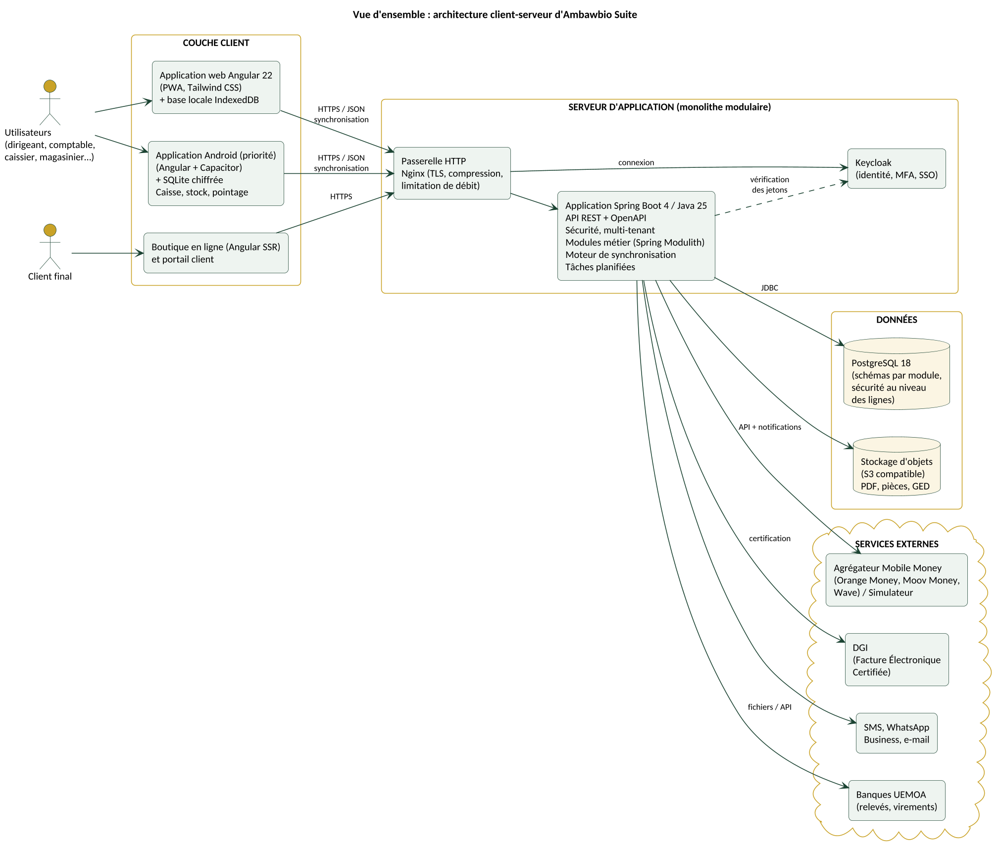 Vue d'ensemble : architecture client-serveur d'Ambawbio Suite
COUCHE CLIENT
Application web Angular 22
(PWA, Tailwind CSS)
+ base locale IndexedDB
Utilisateurs
(dirigeant, comptable,
caissier, magasinier...)
Application Android (priorité)
(Angular + Capacitor)
+ SQLite chiffrée
Caisse, stock, pointage
Boutique en ligne (Angular SSR)
et portail client
Client final
HTTPS / JSON
synchronisation
HTTPS / JSON
synchronisation
HTTPS
SERVEUR D'APPLICATION (monolithe modulaire)
Passerelle HTTP
Nginx (TLS, compression,
limitation de débit)
connexion
Keycloak
(identité, MFA, SSO)
vérification
des jetons
Application Spring Boot 4 / Java 25
API REST + OpenAPI
Sécurité, multi-tenant
Modules métier (Spring Modulith)
Moteur de synchronisation
Tâches planifiées
JDBC
DONNÉES
PostgreSQL 18
(schémas par module,
sécurité au niveau
des lignes)
API + notifications
Stockage d'objets
(S3 compatible)
PDF, pièces, GED
certification
SERVICES EXTERNES
Agrégateur Mobile Money
(Orange Money, Moov Money,
Wave) / Simulateur
DGI
(Facture Électronique
Certifiée)
fichiers / API
SMS, WhatsApp
Business, e-mail
Banques UEMOA
(relevés, virements)